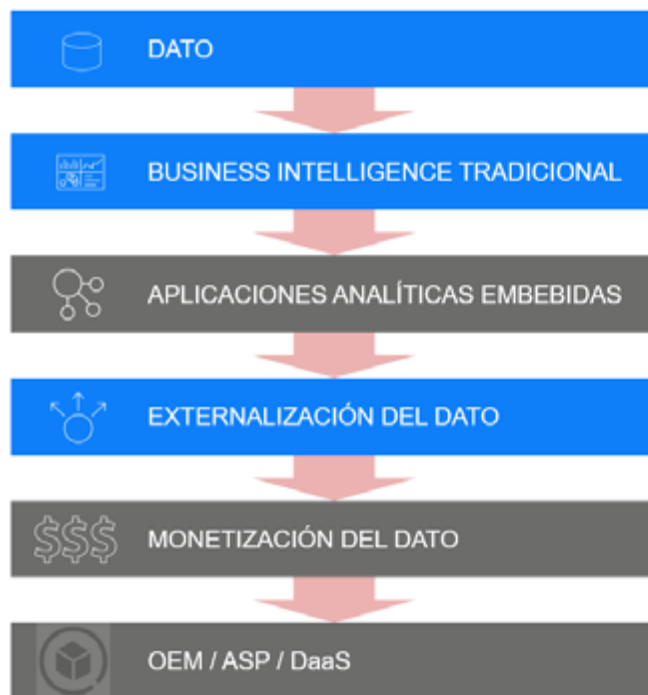 DATO
BUSINESS INTELLIGENCE TRADICIONAL
APLICACIONES ANALÍTICAS EMBEBIDAS
EXTERNALIZACIÓN DEL DATO
$$$ MONETIZACIÓN DEL DATO
OEM / ASP / DaaS